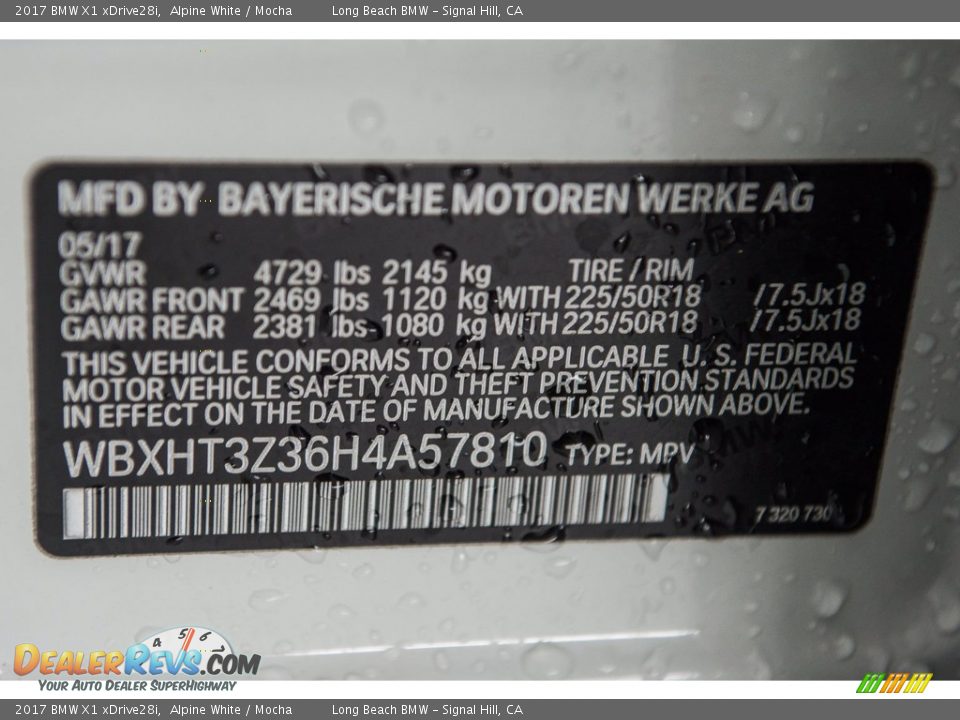 2017 BMW X1 xDrive28i, Alpine White / Mocha Long Beach BMW – Signal Hill, CA
MFD BY BAYERISCHE MOTOREN WERKE AG
05/17
GVWR 4729 lbs 2145 kg TIRE / RIM
GAWR FRONT 2469 lbs 1120 kg WITH 225/50R18 /7.5Jx18
GAWR REAR 2381 lbs 1080 kg WITH 225/50R18 /7.5Jx18
THIS VEHICLE CONFORMS TO ALL APPLICABLE U. S. FEDERAL
MOTOR VEHICLE SAFETY AND THEFT PREVENTION STANDARDS
IN EFFECT ON THE DATE OF MANUFACTURE SHOWN ABOVE.
WBXHT3Z36H4A57810 TYPE: MPV
7 320 730
4 5 6
DEALERREVS.COM
YOUR AUTO DEALER SUPERHIGHWAY
2017 BMW X1 xDrive28i, Alpine White / Mocha Long Beach BMW – Signal Hill, CA